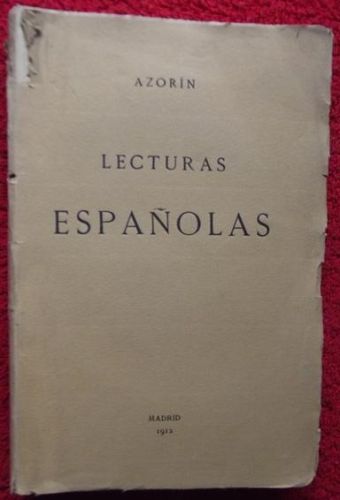 AZORÍN
LECTURAS
ESPAÑOLAS
MADRID
1912